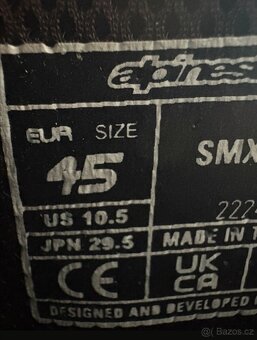 EUR SIZE
45
SMX
US 10.5
222
JPN 29.5
MADE IN T
CE
UK
CA
DESIGNED AND DEVELOPED
Bazos.cz